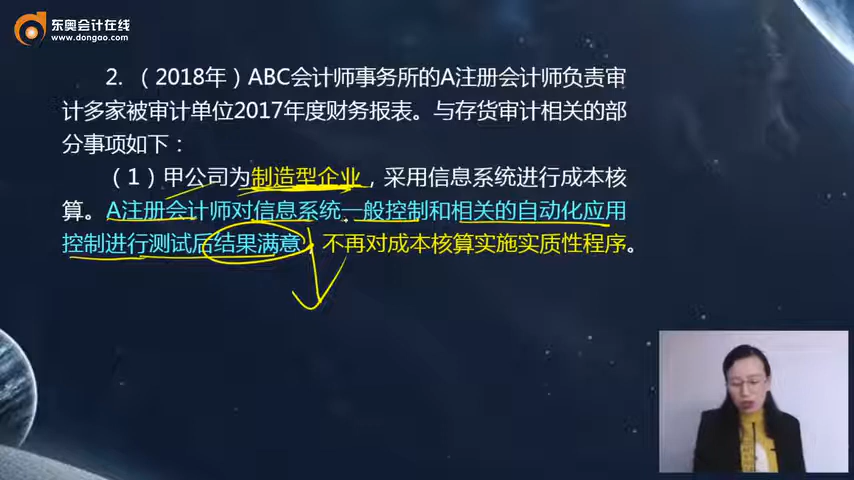 东奥会计在线
www.dongao.com
2. （2018年）ABC会计师事务所的A注册会计师负责审
计多家被审计单位2017年度财务报表。与存货审计相关的部
分事项如下：
（1）甲公司为制造型企业，采用信息系统进行成本核
算。A注册会计师对信息系统一般控制和相关的自动化应用
控制进行测试后结果满意，不再对成本核算实施实质性程序。